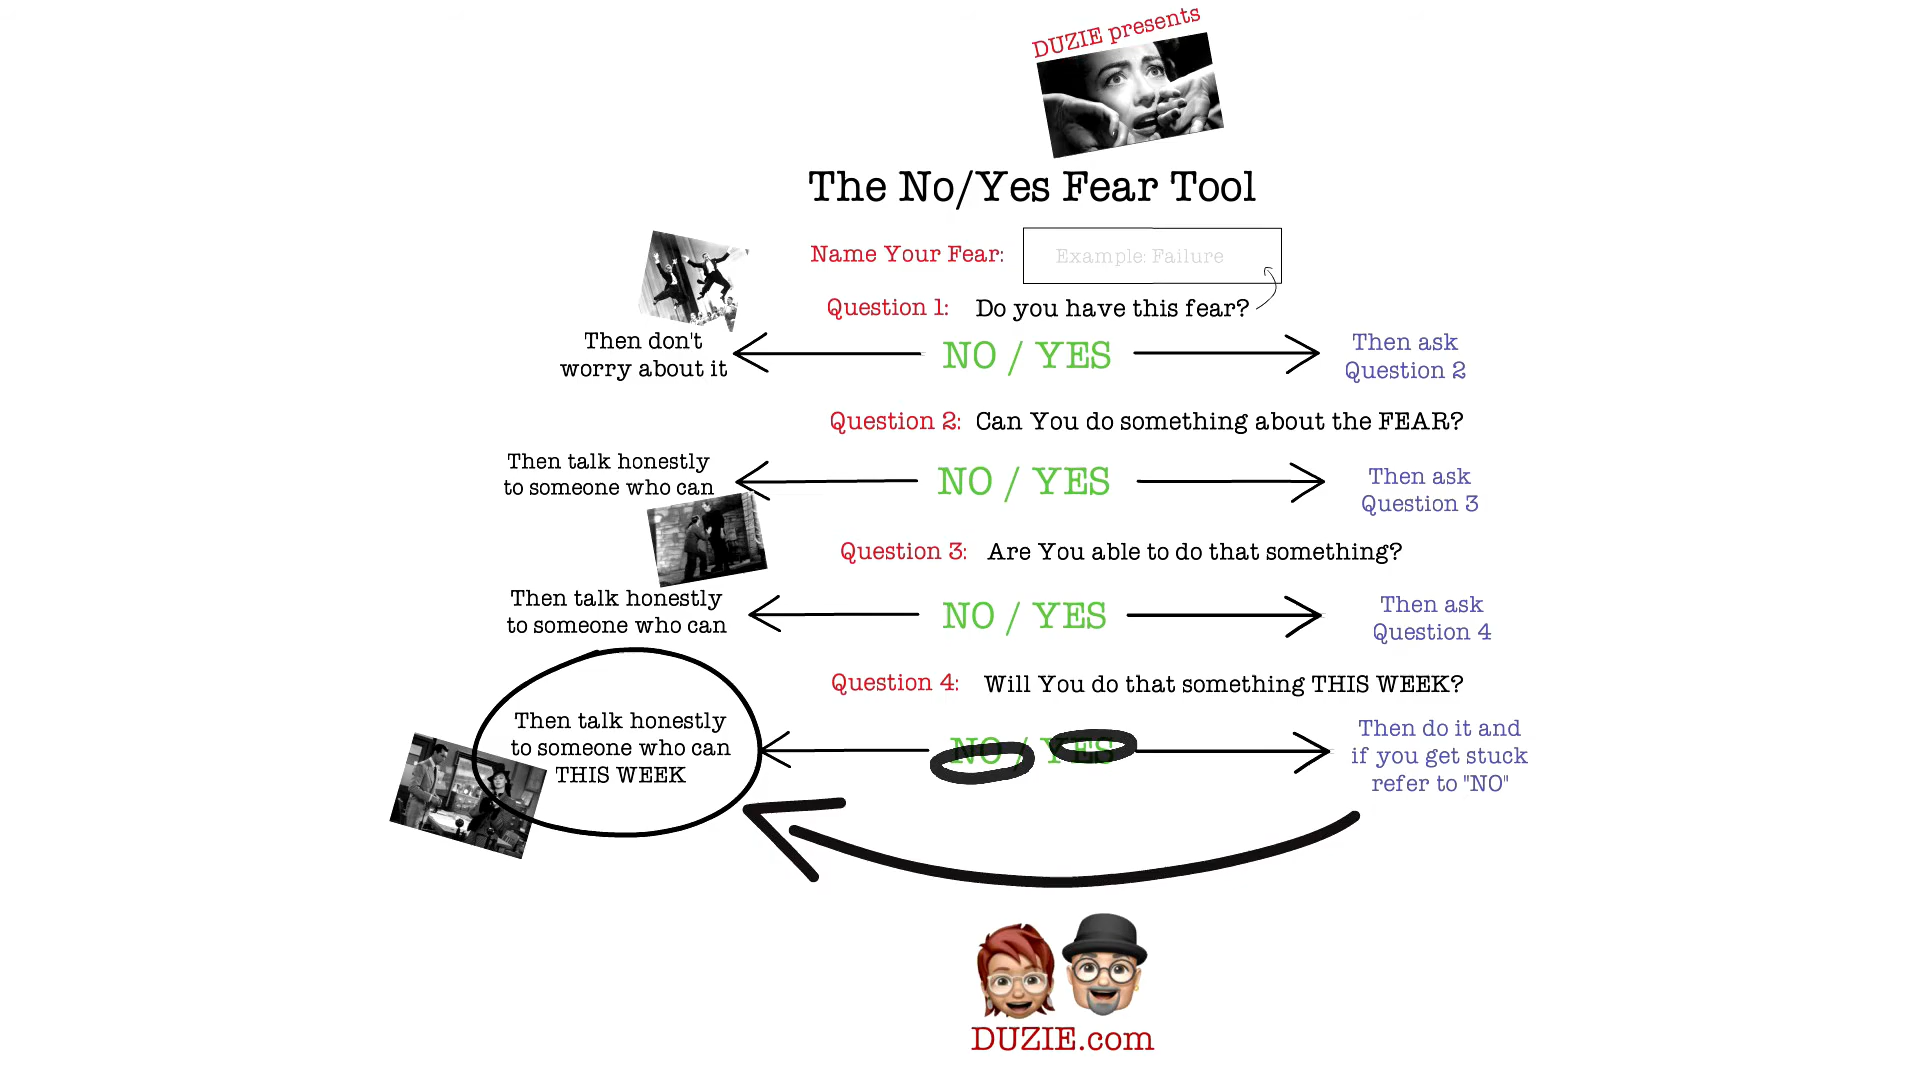 DUZIE presents
The No/Yes Fear Tool
Name Your Fear:
Example: Failure
Question 1: Do you have this fear?
Then don't
worry about it
NO / YES
Then ask
Question 2
Question 2: Can You do something about the FEAR?
Then talk honestly
to someone who can
NO / YES
Then ask
Question 3
Question 3: Are You able to do that something?
Then talk honestly
to someone who can
NO / YES
Then ask
Question 4
Question 4: Will You do that something THIS WEEK?
Then talk honestly
to someone who can
THIS WEEK
NO / YES
Then do it and
if you get stuck
refer to "NO"
DUZIE.com